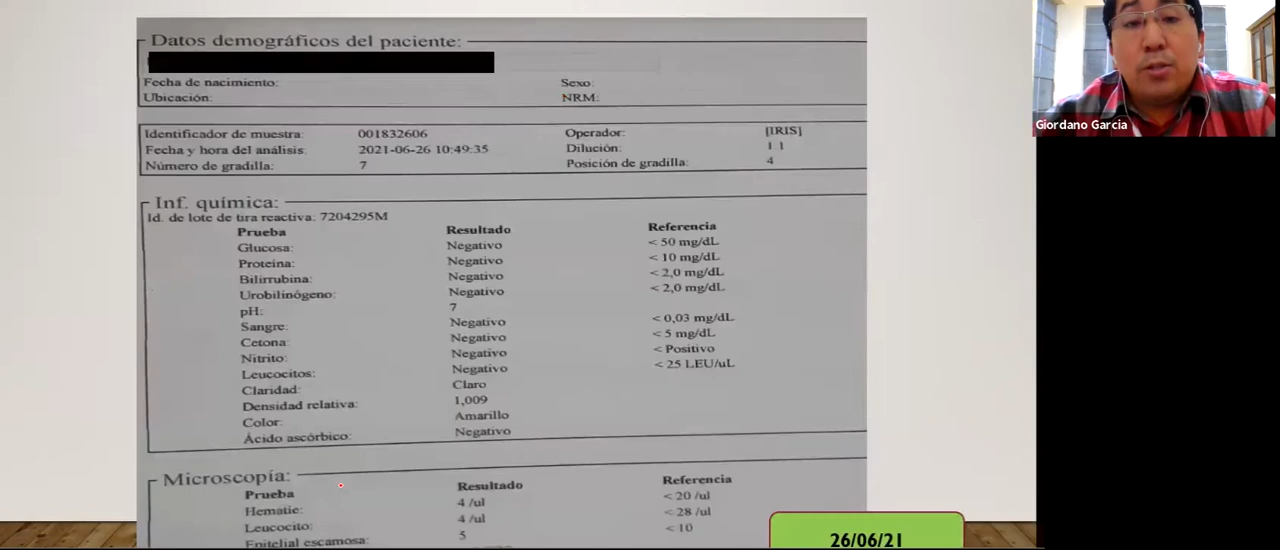 Datos demográficos del paciente:
Fecha de nacimiento: Sexo:
Ubicación: NRM:
Identificador de muestra: 001832606 Operador: [IRIS]
Fecha y hora del análisis: 2021-06-26 10:49:35 Dilución: 1 1
Número de gradilla: 7 Posición de gradilla: 4
Inf. química:
Id. de lote de tira reactiva: 7204295M
Prueba Resultado Referencia
Glucosa: Negativo < 50 mg/dL
Proteína: Negativo < 10 mg/dL
Bilirrubina: Negativo < 2,0 mg/dL
Urobilinógeno: Negativo < 2,0 mg/dL
pH: 7
Sangre: Negativo < 0,03 mg/dL
Cetona: Negativo < 5 mg/dL
Nitrito: Negativo < Positivo
Leucocitos: Negativo < 25 LEU/uL
Claridad: Claro
Densidad relativa: 1,009
Color: Amarillo
Ácido ascórbico: Negativo
Microscopía:
Prueba Resultado Referencia
Hematie: 4 /ul < 20 /ul
Leucocito: 4 /ul < 28 /ul
Epitelial escamosa: 5 < 10
26/06/21
Giordano Garcia